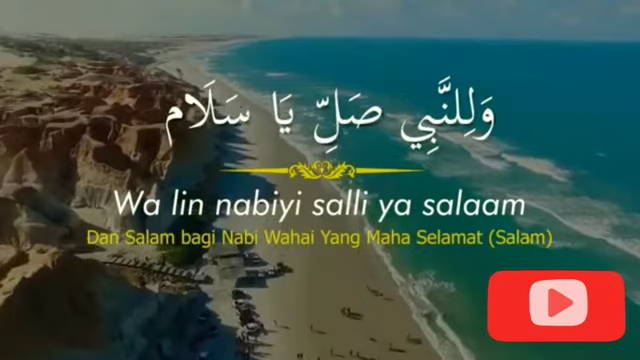 وَلِلنَّبِي صَلِّ يَا سَلَام
Wa lin nabiyi salli ya salaam
Dan Salam bagi Nabi Wahai Yang Maha Selamat (Salam)